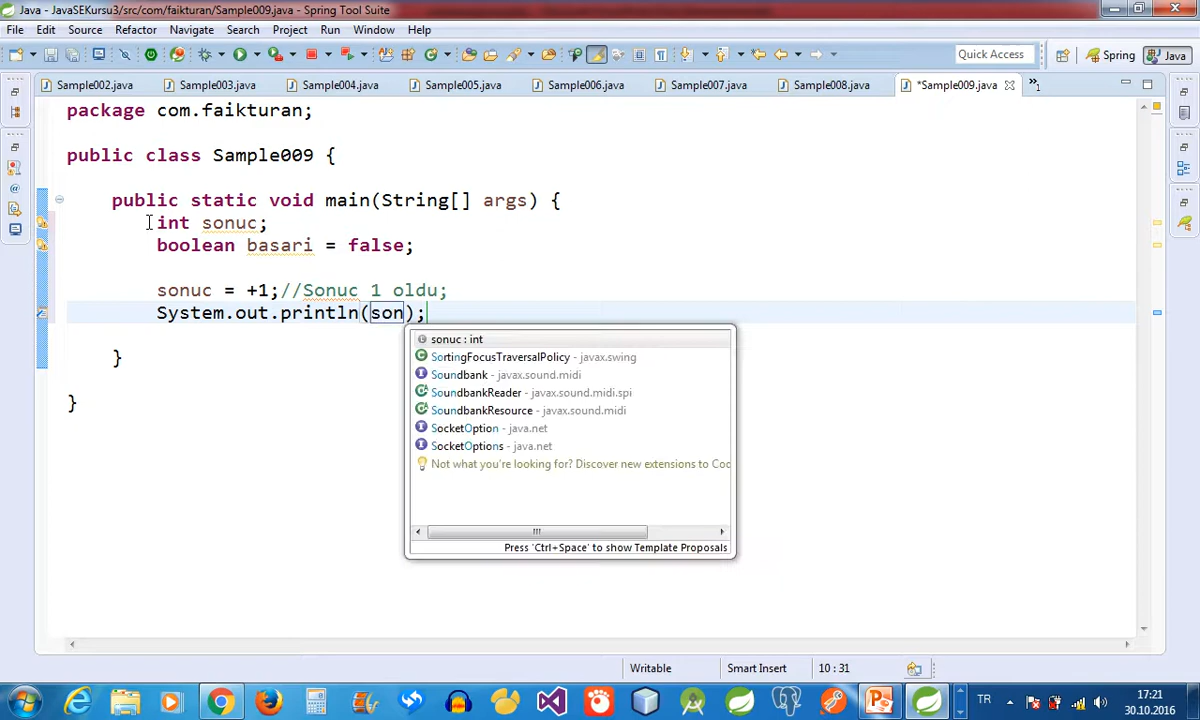 Java - JavaSEKursu3/src/com/faikturan/Sample009.java - Spring Tool Suite
File Edit Source Refactor Navigate Search Project Run Window Help
Quick Access Spring Java
Sample002.java Sample003.java Sample004.java Sample005.java Sample006.java Sample007.java Sample008.java *Sample009.java »1
package com.faikturan;
public class Sample009 {
public static void main(String[] args) {
int sonuc;
boolean basari = false;
sonuc = +1;//Sonuc 1 oldu;
System.out.println(son);
}
}
sonuc : int
SortingFocusTraversalPolicy - javax.swing
Soundbank - javax.sound.midi
SoundbankReader - javax.sound.midi.spi
SoundbankResource - javax.sound.midi
SocketOption - java.net
SocketOptions - java.net
Not what you're looking for? Discover new extensions to Coo
Press 'Ctrl+Space' to show Template Proposals
Writable Smart Insert 10 : 31
TR 17:21
30.10.2016